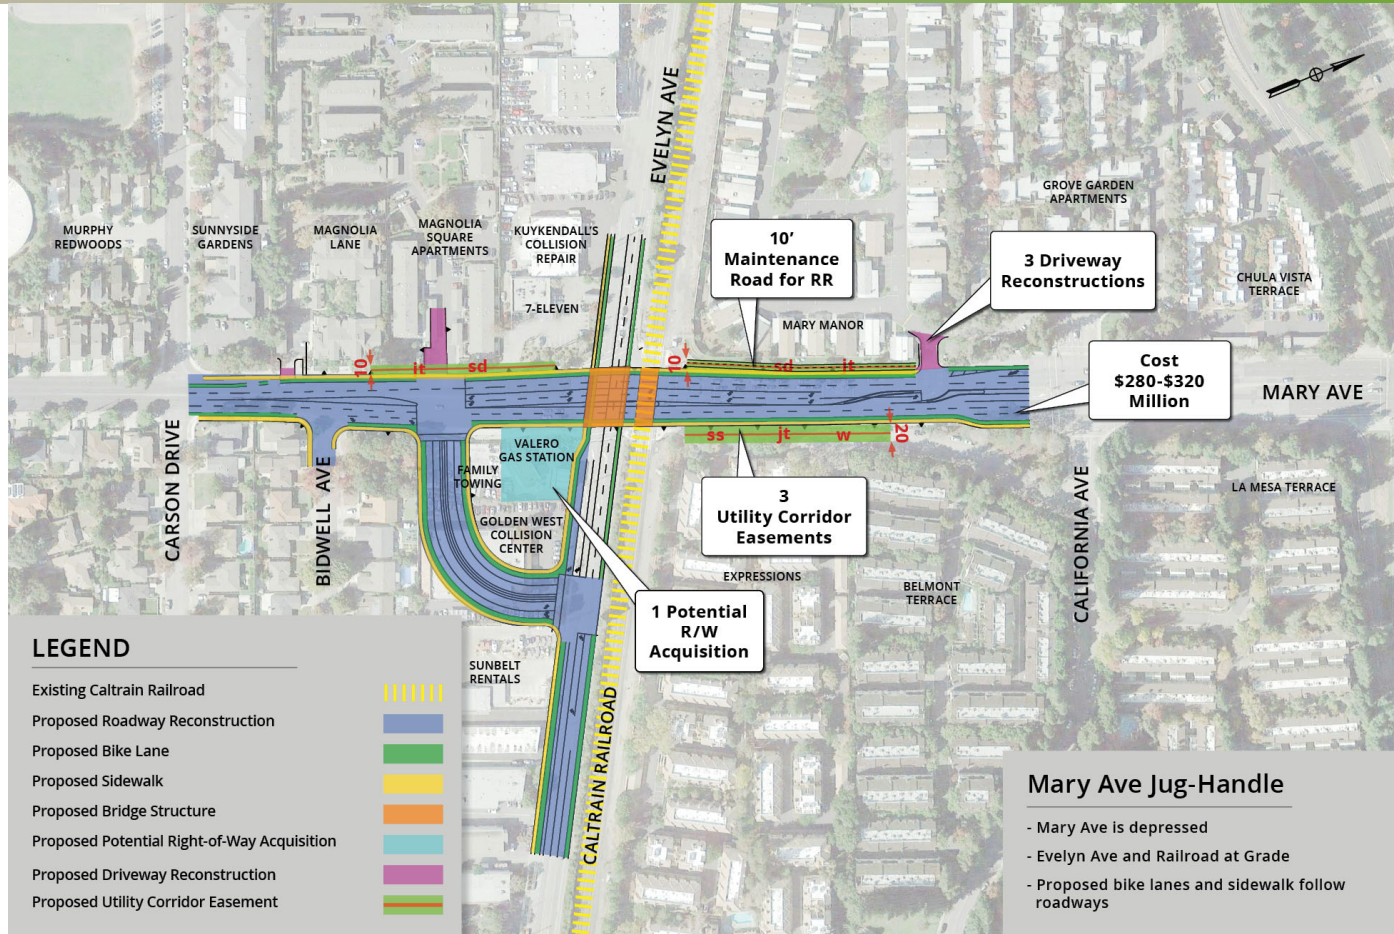 EVELYN AVE
GROVE GARDEN
APARTMENTS
MURPHY
REDWOODS
SUNNYSIDE
GARDENS
MAGNOLIA
LANE
MAGNOLIA
SQUARE
APARTMENTS
KUYKENDALL'S
COLLISION
REPAIR
10'
Maintenance
Road for RR
3 Driveway
Reconstructions
CHULA VISTA
TERRACE
7-ELEVEN
MARY MANOR
10
jt
sd
10
sd
jt
Cost
$280-$320
Million
MARY AVE
CARSON DRIVE
BIDWELL AVE
VALERO
GAS STATION
FAMILY
TOWING
GOLDEN WEST
COLLISION
CENTER
ss
jt
w
20
3
Utility Corridor
Easements
CALIFORNIA AVE
LA MESA TERRACE
EXPRESSIONS
BELMONT
TERRACE
1 Potential
R/W
Acquisition
SUNBELT
RENTALS
CALTRAIN RAILROAD
LEGEND
Existing Caltrain Railroad
Proposed Roadway Reconstruction
Proposed Bike Lane
Proposed Sidewalk
Proposed Bridge Structure
Proposed Potential Right-of-Way Acquisition
Proposed Driveway Reconstruction
Proposed Utility Corridor Easement
Mary Ave Jug-Handle
- Mary Ave is depressed
- Evelyn Ave and Railroad at Grade
- Proposed bike lanes and sidewalk follow
roadways